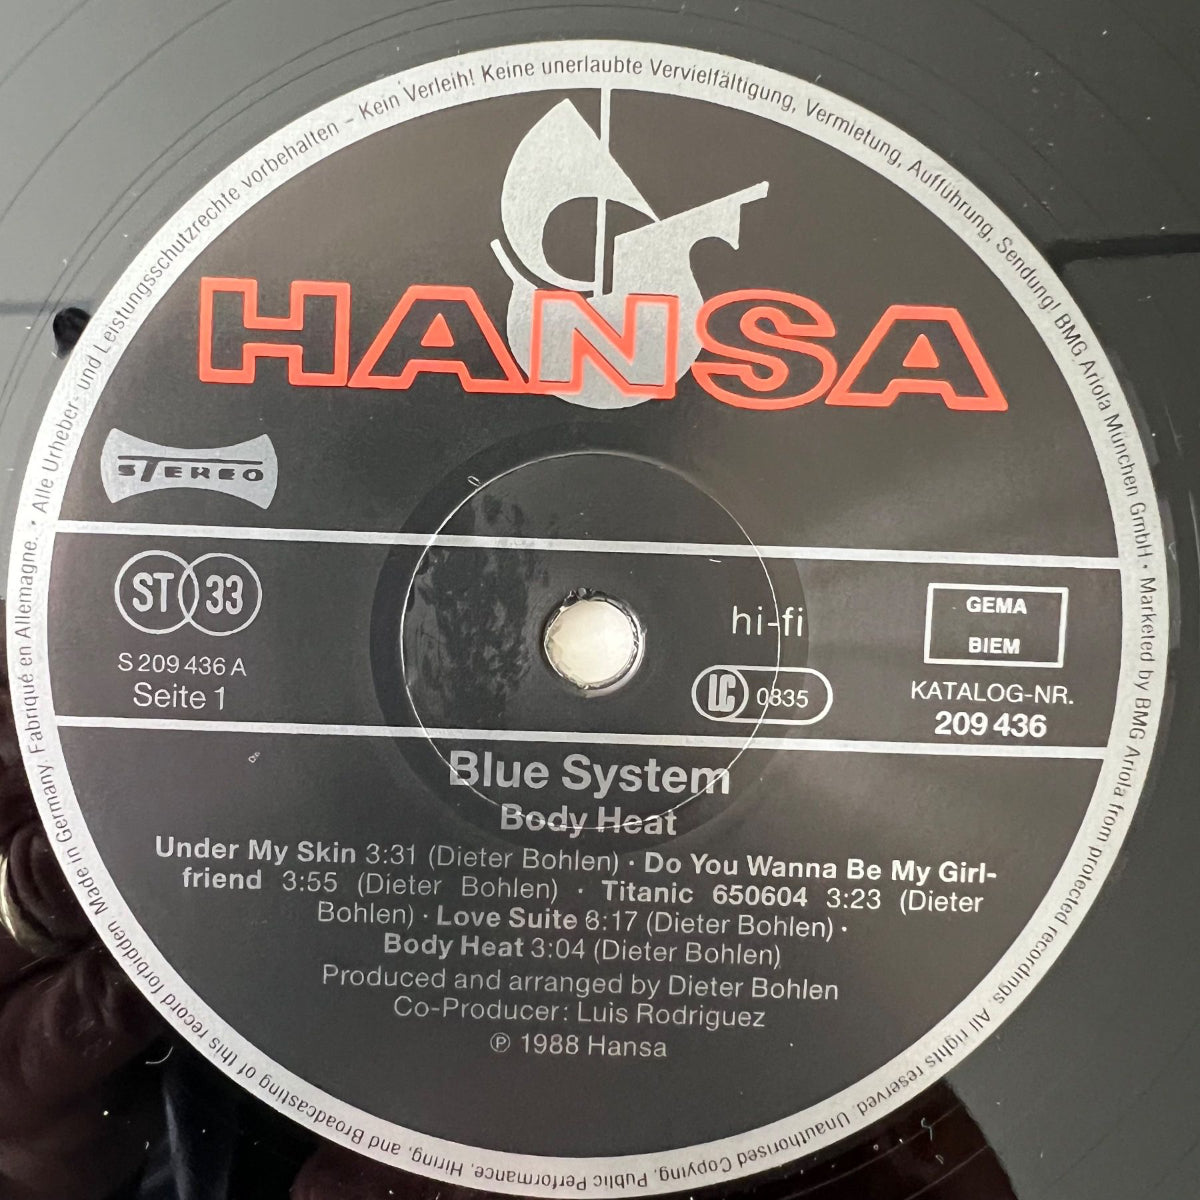 Alle Urheber- und Leistungsschutzrechte vorbehalten – Kein Verleih! Keine unerlaubte Vervielfältigung, Vermietung, Aufführung, Sendung! BMG Ariola München GmbH • Marketed by BMG Ariola from protected recordings. All rights reserved. Unauthorised Copying, Public Performance, Hiring, and Broadcasting of this record forbidden. Made in Germany. Fabriqué en Allemagne. •
HANSA
STEREO
ST 33
S 209 436 A
Seite 1
hi-fi
LC 0835
GEMA
BIEM
KATALOG-NR.
209 436
Blue System
Body Heat
Under My Skin 3:31 (Dieter Bohlen) · Do You Wanna Be My Girl-
friend 3:55 (Dieter Bohlen) · Titanic 650604 3:23 (Dieter
Bohlen) · Love Suite 8:17 (Dieter Bohlen) ·
Body Heat 3:04 (Dieter Bohlen)
Produced and arranged by Dieter Bohlen
Co-Producer: Luis Rodriguez
℗ 1988 Hansa